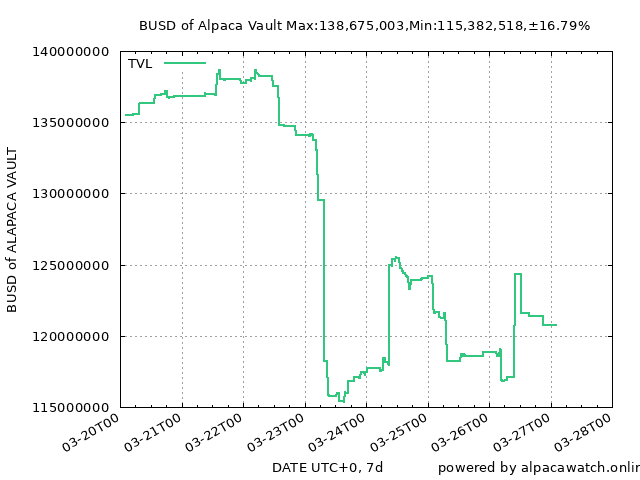 BUSD of Alpaca Vault Max:138,675,003,Min:115,382,518,±16.79%
TVL
140000000
135000000
130000000
125000000
120000000
115000000
BUSD of ALAPACA VAULT
03-20T00
03-21T00
03-22T00
03-23T00
03-24T00
03-25T00
03-26T00
03-27T00
03-28T00
DATE UTC+0, 7d
powered by alpacawatch.onlin